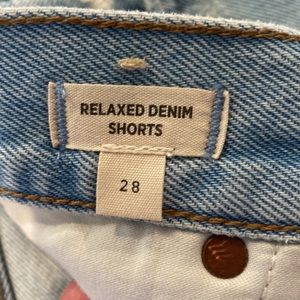 RELAXED DENIM
SHORTS
28